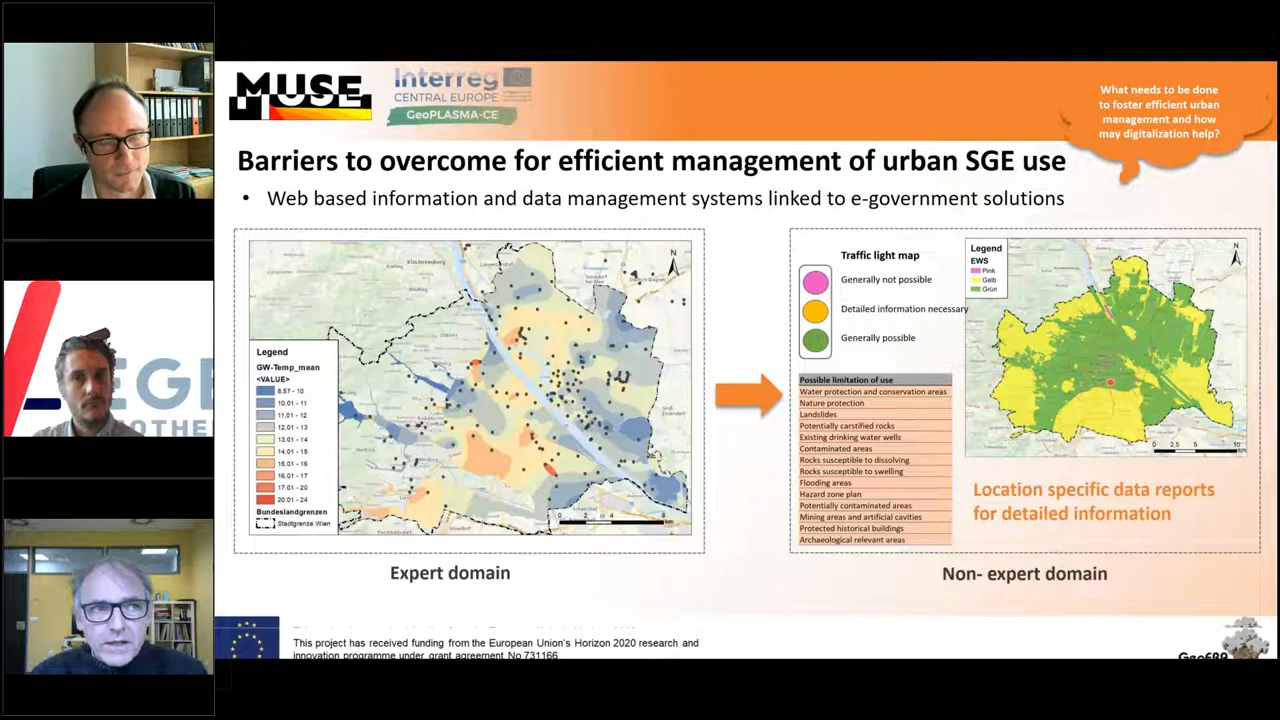 MUSE
Interreg
CENTRAL EUROPE
GeoPLASMA-CE
What needs to be done
to foster efficient urban
management and how
may digitalization help?
Barriers to overcome for efficient management of urban SGE use
• Web based information and data management systems linked to e-government solutions
Klosterneuburg
N
Legend
GW-Temp_mean
<VALUE>
8,57 - 10
10,01 - 11
11,01 - 12
12,01 - 13
13,01 - 14
14,01 - 15
15,01 - 16
16,01 - 17
17,01 - 20
20,01 - 24
Bundeslandgrenzen
Stadtgrenze Wien
Expert domain
Traffic light map
Generally not possible
Detailed information necessary
Generally possible
Possible limitation of use
Water protection and conservation areas
Nature protection
Landslides
Potentially carstified rocks
Existing drinking water wells
Contaminated areas
Rocks susceptible to dissolving
Rocks susceptible to swelling
Flooding areas
Hazard zone plan
Potentially contaminated areas
Mining areas and artificial cavities
Protected historical buildings
Archaeological relevant areas
Legend
EWS
Pink
Gelb
Grün
N
0 2,5 5 10
Location specific data reports
for detailed information
Non- expert domain
This project has received funding from the European Union's Horizon 2020 research and
innovation programme under grant agreement No 731166